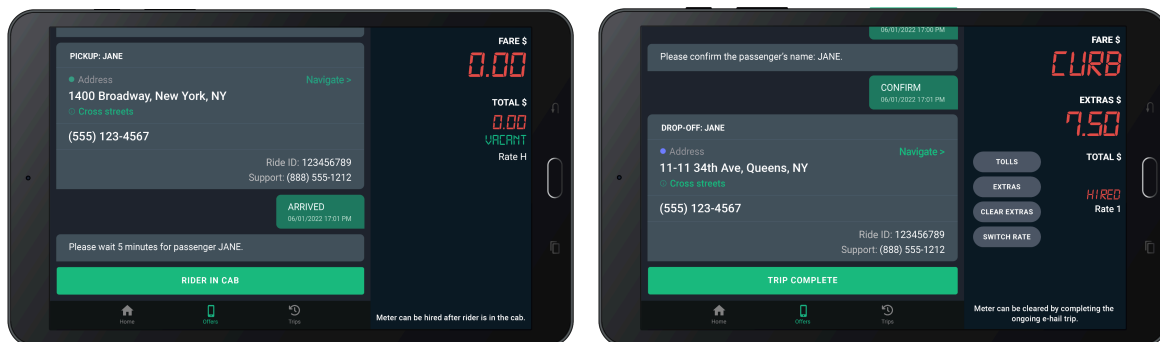 PICKUP: JANE
Address
Navigate >
1400 Broadway, New York, NY
Cross streets
(555) 123-4567
Ride ID: 123456789
Support: (888) 555-1212
ARRIVED
06/01/2022 17:01 PM
Please wait 5 minutes for passenger JANE.
RIDER IN CAB
Home
Offers
Trips
FARE $
0.00
TOTAL $
0.00
VACANT
Rate H
Meter can be hired after rider is in the cab.
06/01/2022 17:00 PM
Please confirm the passenger's name: JANE.
CONFIRM
06/01/2022 17:01 PM
DROP-OFF: JANE
Address
Navigate >
11-11 34th Ave, Queens, NY
Cross streets
(555) 123-4567
Ride ID: 123456789
Support: (888) 555-1212
TRIP COMPLETE
Home
Offers
Trips
FARE $
CURB
EXTRAS $
7.50
TOLLS
EXTRAS
CLEAR EXTRAS
SWITCH RATE
TOTAL $
HIRED
Rate 1
Meter can be cleared by completing the
ongoing e-hail trip.